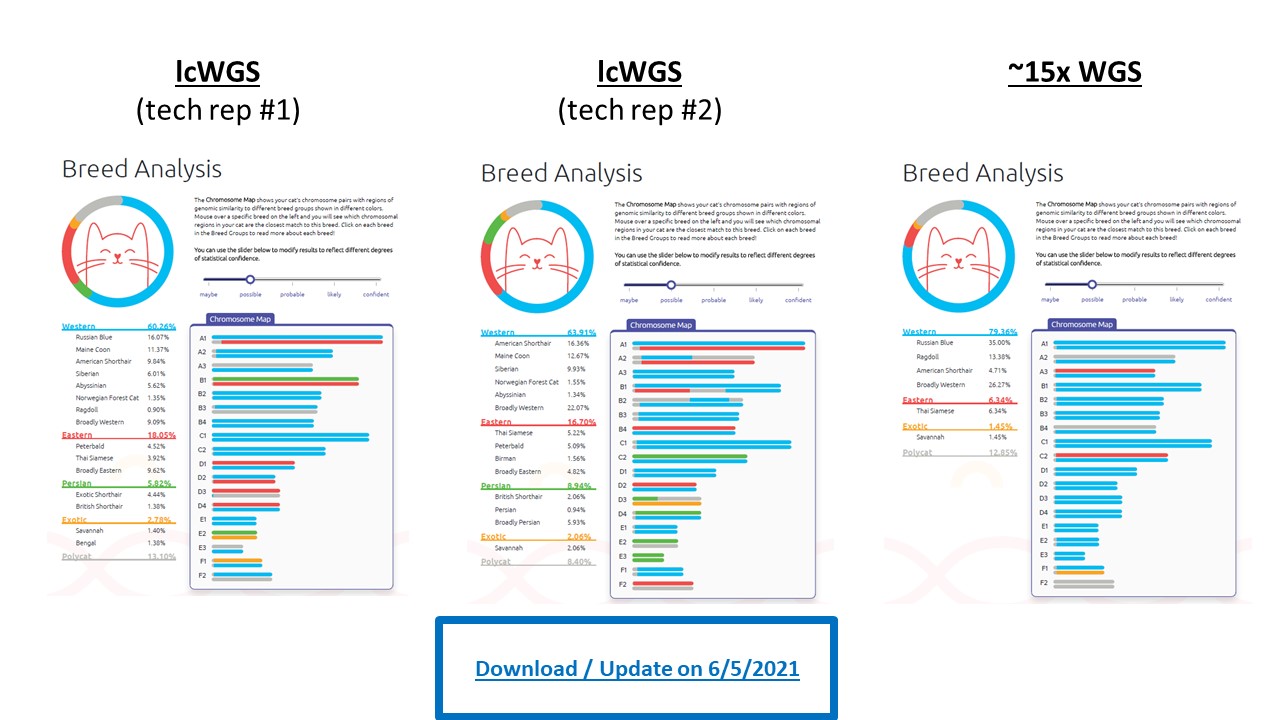 lcWGS
(tech rep #1)
Breed Analysis
The Chromosome Map shows your cat's chromosome pairs with regions of
genomic similarity to different breed groups shown in different colors.
Mouse over a specific breed on the left and you will see which chromosomal
regions in your cat are the closest match to this breed. Click on each breed
in the Breed Groups to read more about each breed!
You can use the slider below to modify results to reflect different degrees
of statistical confidence.
maybe possible probable likely confident
Western 60.26%
Russian Blue 16.07%
Maine Coon 11.37%
American Shorthair 9.84%
Siberian 6.01%
Abyssinian 5.62%
Norwegian Forest Cat 1.35%
Ragdoll 0.90%
Broadly Western 9.09%
Eastern 18.05%
Peterbald 4.52%
Thai Siamese 3.92%
Broadly Eastern 9.62%
Persian 5.82%
Exotic Shorthair 4.44%
British Shorthair 1.38%
Exotic 2.78%
Savannah 1.40%
Bengal 1.38%
Polycat 13.10%
Chromosome Map
A1
A2
A3
B1
B2
B3
B4
C1
C2
D1
D2
D3
D4
E1
E2
E3
F1
F2
lcWGS
(tech rep #2)
Breed Analysis
The Chromosome Map shows your cat's chromosome pairs with regions of
genomic similarity to different breed groups shown in different colors.
Mouse over a specific breed on the left and you will see which chromosomal
regions in your cat are the closest match to this breed. Click on each breed
in the Breed Groups to read more about each breed!
You can use the slider below to modify results to reflect different degrees
of statistical confidence.
maybe possible probable likely confident
Western 63.91%
American Shorthair 16.36%
Maine Coon 12.67%
Siberian 9.93%
Norwegian Forest Cat 1.55%
Abyssinian 1.34%
Broadly Western 22.07%
Eastern 16.70%
Thai Siamese 5.22%
Peterbald 5.09%
Birman 1.56%
Broadly Eastern 4.82%
Persian 8.94%
British Shorthair 2.06%
Persian 0.94%
Broadly Persian 5.93%
Exotic 2.06%
Savannah 2.06%
Polycat 8.40%
Chromosome Map
A1
A2
A3
B1
B2
B3
B4
C1
C2
D1
D2
D3
D4
E1
E2
E3
F1
F2
~15x WGS
Breed Analysis
The Chromosome Map shows your cat's chromosome pairs with regions of
genomic similarity to different breed groups shown in different colors.
Mouse over a specific breed on the left and you will see which chromosomal
regions in your cat are the closest match to this breed. Click on each breed
in the Breed Groups to read more about each breed!
You can use the slider below to modify results to reflect different degrees
of statistical confidence.
maybe possible probable likely confident
Western 79.36%
Russian Blue 35.00%
Ragdoll 13.38%
American Shorthair 4.71%
Broadly Western 26.27%
Eastern 6.34%
Thai Siamese 6.34%
Exotic 1.45%
Savannah 1.45%
Polycat 12.85%
Chromosome Map
A1
A2
A3
B1
B2
B3
B4
C1
C2
D1
D2
D3
D4
E1
E2
E3
F1
F2
Download / Update on 6/5/2021